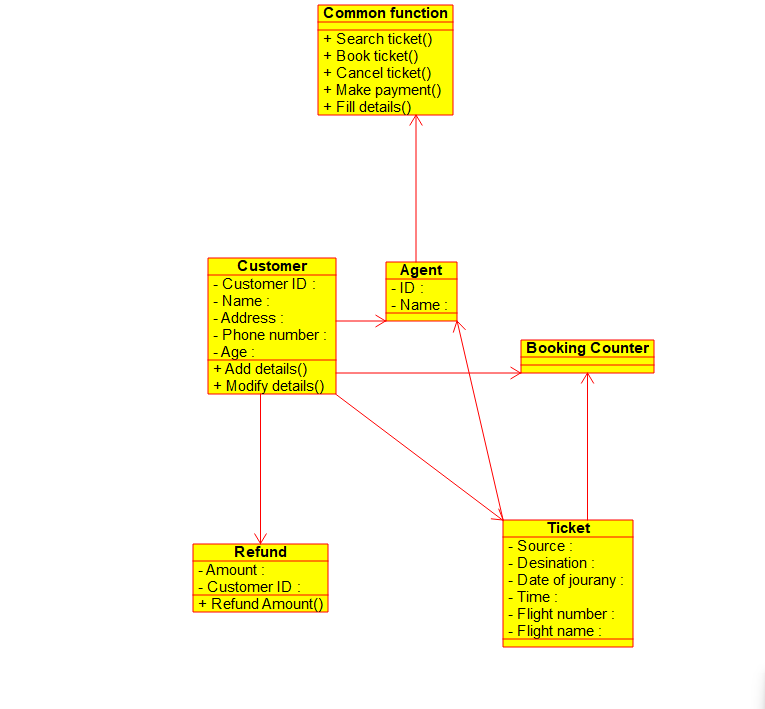 Common function
+ Search ticket()
+ Book ticket()
+ Cancel ticket()
+ Make payment()
+ Fill details()
Customer
- Customer ID :
- Name :
- Address :
- Phone number :
- Age :
+ Add details()
+ Modify details()
Agent
- ID :
- Name :
Booking Counter
Refund
- Amount :
- Customer ID :
+ Refund Amount()
Ticket
- Source :
- Desination :
- Date of jourany :
- Time :
- Flight number :
- Flight name :